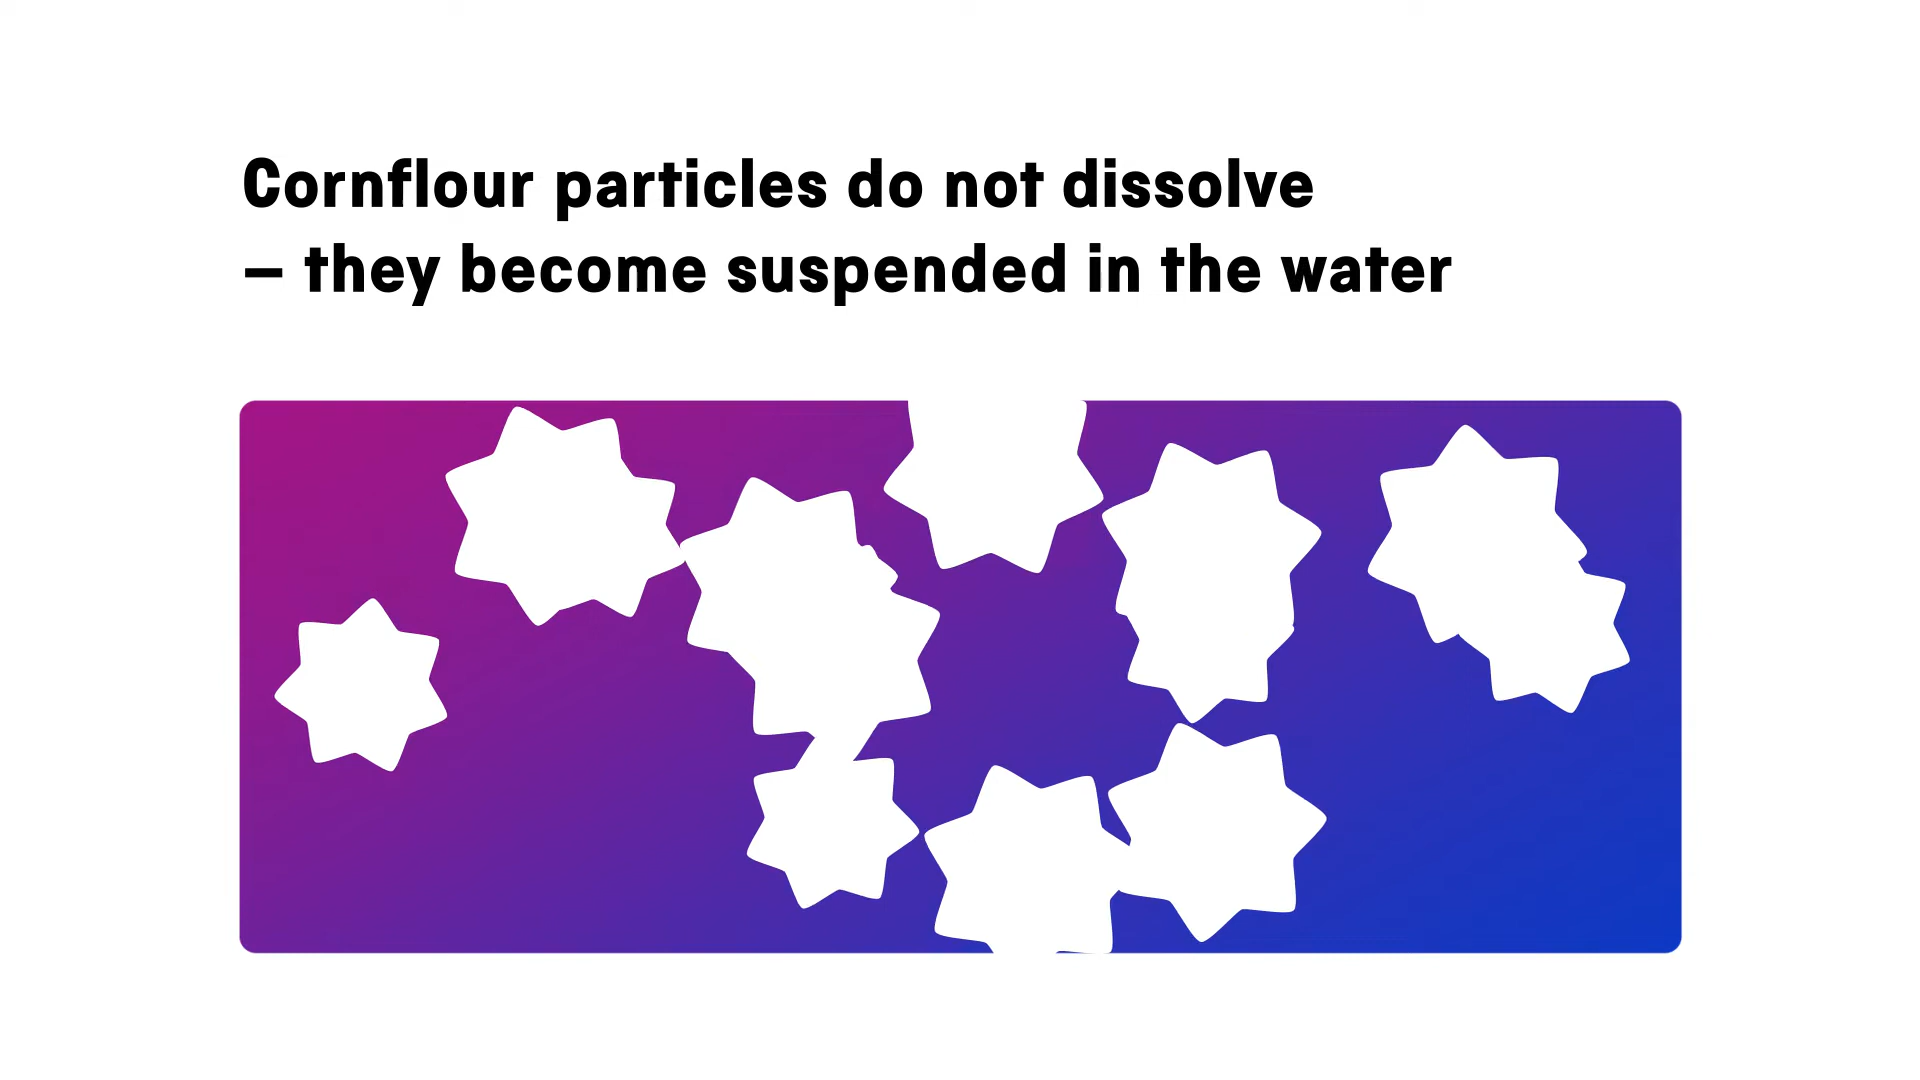 Cornflour particles do not dissolve
– they become suspended in the water